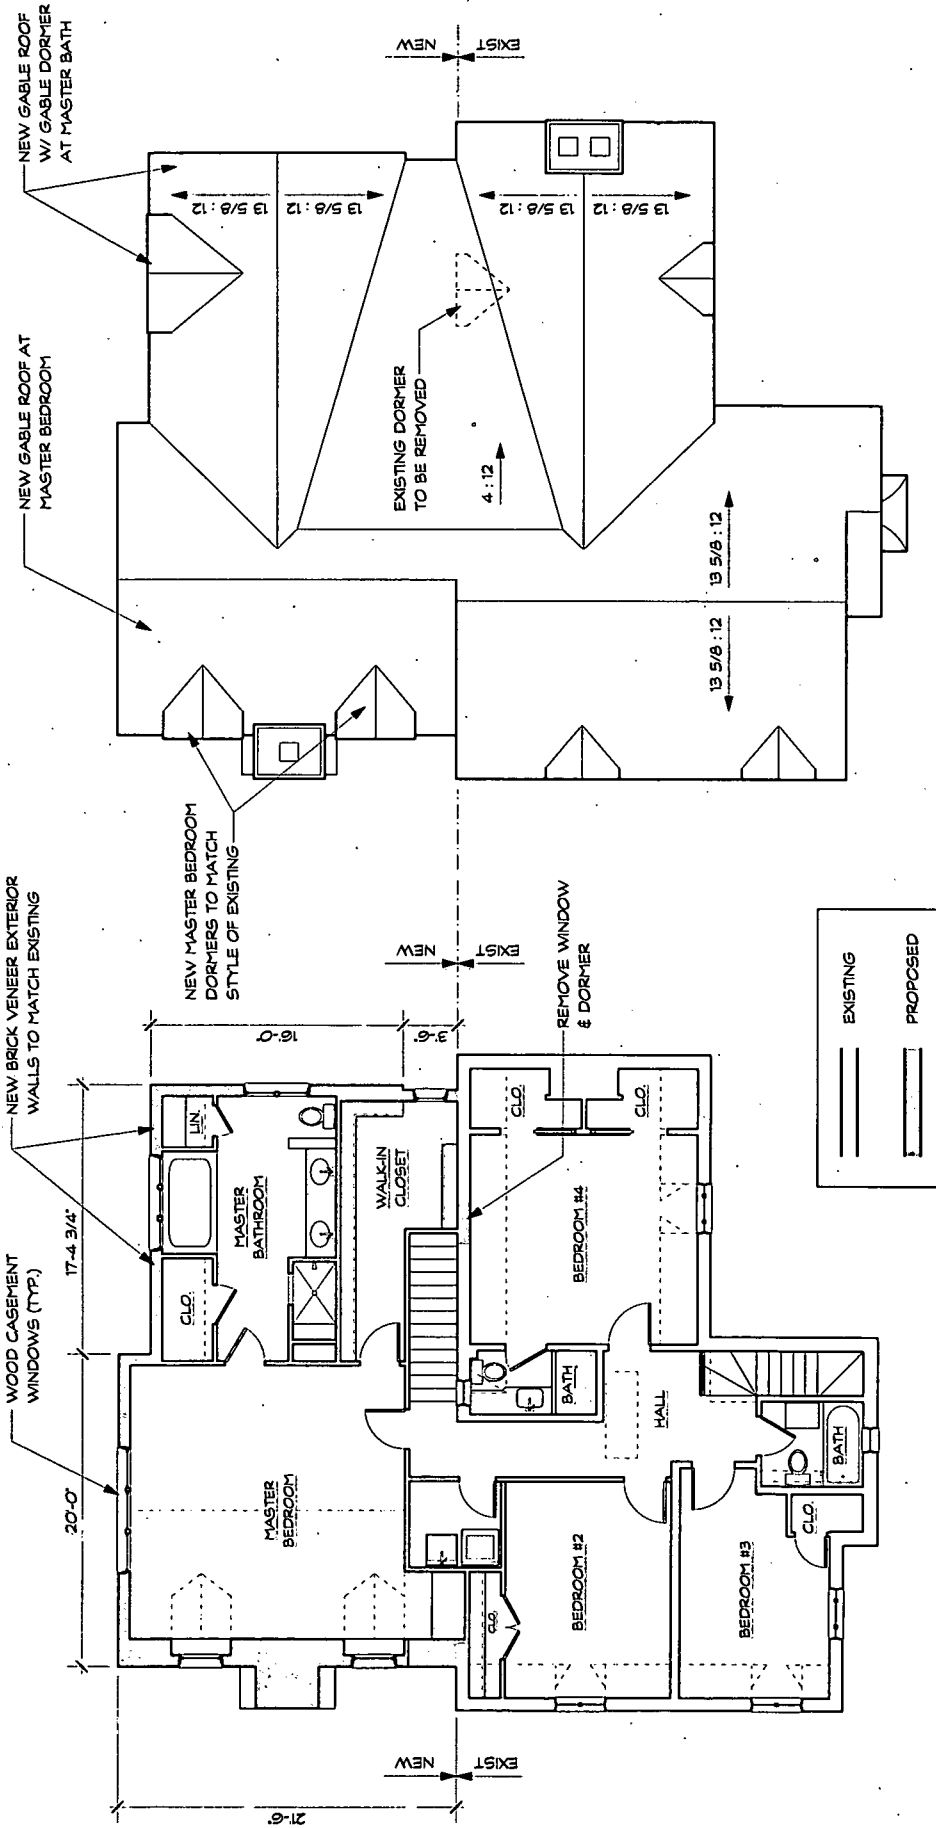 WOOD CASEMENT
WINDOWS (TYP.)
NEW BRICK VENEER EXTERIOR
WALLS TO MATCH EXISTING
20'-0"
17-4 3/4"
21'-6"
16'-0"
3'-6"
CLO.
LIN.
MASTER
BATHROOM
WALK-IN
CLOSET
MASTER
BEDROOM
NEW
EXIST
NEW
EXIST
REMOVE WINDOW
& DORMER
CLO.
CLO.
BEDROOM #4
BATH
HALL
CLO.
BEDROOM #2
BEDROOM #3
CLO.
BATH
EXISTING
PROPOSED
NEW GABLE ROOF AT
MASTER BEDROOM
NEW GABLE ROOF
W/ GABLE DORMER
AT MASTER BATH
NEW MASTER BEDROOM
DORMERS TO MATCH
STYLE OF EXISTING
EXISTING DORMER
TO BE REMOVED
4 : 12
13 5/8 : 12
13 5/8 : 12
13 5/8 : 12
13 5/8 : 12
13 5/8 : 12
13 5/8 : 12
NEW
EXIST